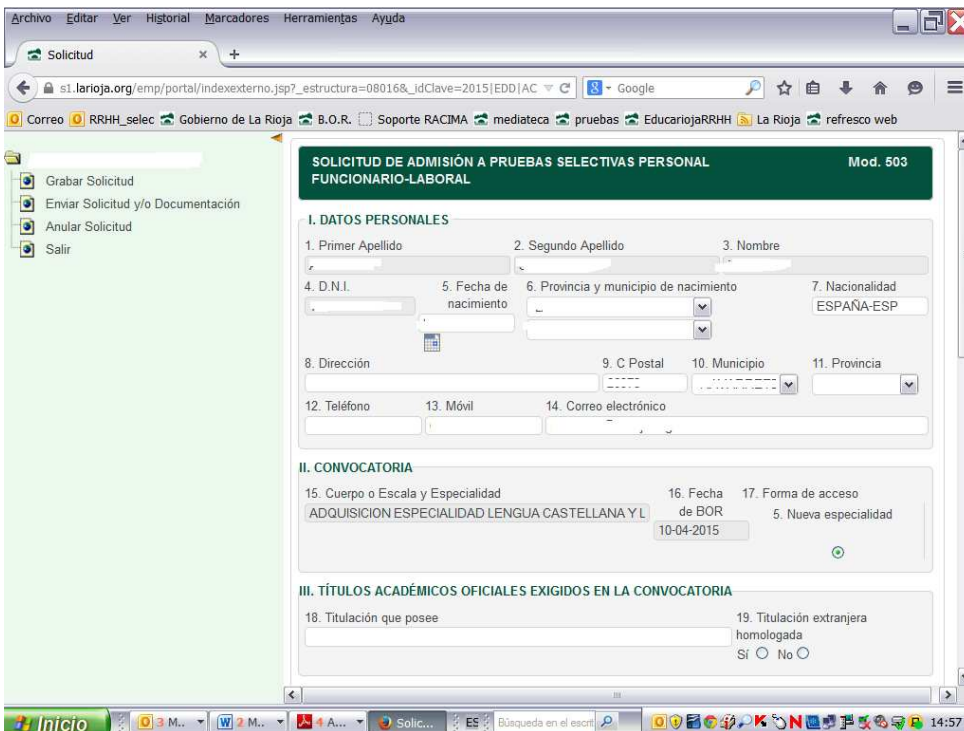 Archivo Editar Ver Historial Marcadores Herramientas Ayuda
Solicitud × +
s1.larioja.org/emp/portal/indexexterno.jsp?_estructura=08016&_idClave=2015|EDD|AC Google
Correo RRHH_selec Gobierno de La Rioja B.O.R. Soporte RACIMA mediateca pruebas EducariojaRRHH La Rioja refresco web
Grabar Solicitud
Enviar Solicitud y/o Documentación
Anular Solicitud
Salir
SOLICITUD DE ADMISIÓN A PRUEBAS SELECTIVAS PERSONAL FUNCIONARIO-LABORAL
Mod. 503
I. DATOS PERSONALES
1. Primer Apellido 2. Segundo Apellido 3. Nombre
4. D.N.I. 5. Fecha de nacimiento 6. Provincia y municipio de nacimiento 7. Nacionalidad
ESPAÑA-ESP
8. Dirección 9. C Postal 10. Municipio 11. Provincia
12. Teléfono 13. Móvil 14. Correo electrónico
II. CONVOCATORIA
15. Cuerpo o Escala y Especialidad 16. Fecha de BOR 17. Forma de acceso
ADQUISICION ESPECIALIDAD LENGUA CASTELLANA Y L 10-04-2015 5. Nueva especialidad
III. TÍTULOS ACADÉMICOS OFICIALES EXIGIDOS EN LA CONVOCATORIA
18. Titulación que posee 19. Titulación extranjera homologada
Sí No
Inicio 3 M... 2 M... 4 A... Solic... ES Búsqueda en el escrit 14:57